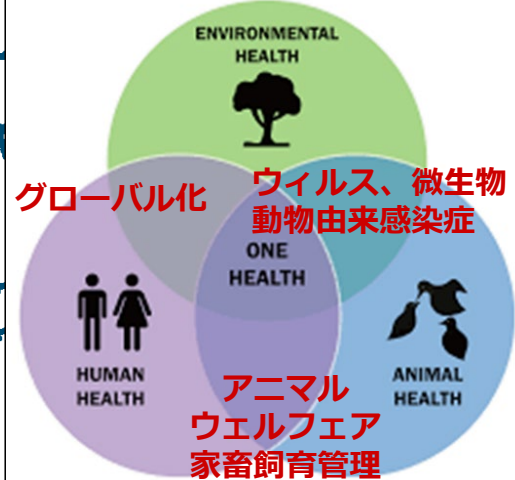 ENVIRONMENTAL
HEALTH
グローバル化
ウィルス、微生物
動物由来感染症
ONE
HEALTH
HUMAN
HEALTH
ANIMAL
HEALTH
アニマル
ウェルフェア
家畜飼育管理